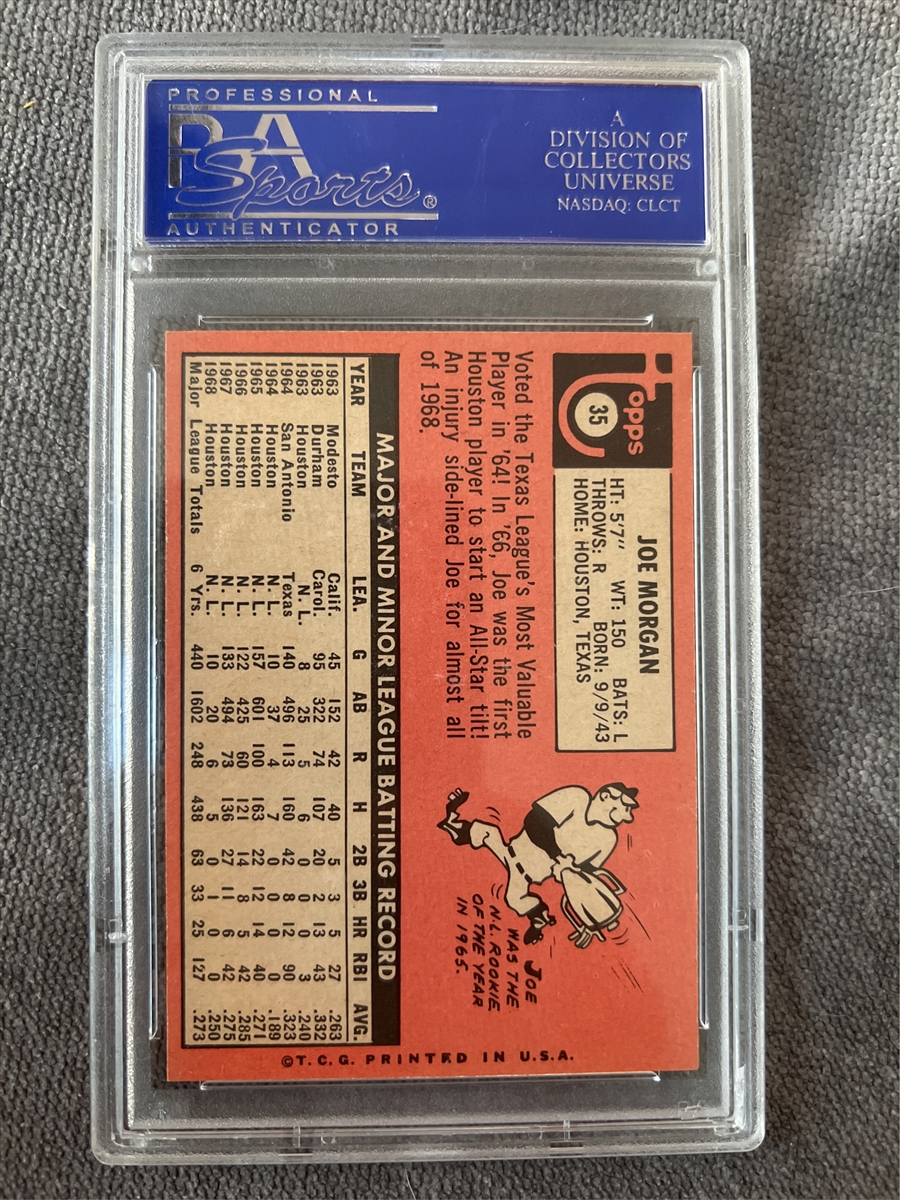 PROFESSIONAL
PSA
Sports®
AUTHENTICATOR
A
DIVISION OF
COLLECTORS
UNIVERSE
NASDAQ: CLCT
Topps
35
JOE MORGAN
HT: 5'7" WT: 150 BATS: L
THROWS: R BORN: 9/9/43
HOME: HOUSTON, TEXAS
Voted the Texas League's Most Valuable
Player in '64! In '66, Joe was the first
Houston player to start an All-Star tilt!
An injury side-lined Joe for almost all
of 1968.
JOE
WAS THE
N.L. ROOKIE
OF THE YEAR
IN 1965.
MAJOR AND MINOR LEAGUE BATTING RECORD
YEAR TEAM LEA. G AB R H 2B 3B HR RBI AVG.
1963 Modesto Calif. 45 152 42 40 5 3 5 27 .263
1963 Durham Carol. 95 322 74 107 20 2 13 43 .332
1963 Houston N. L. 8 25 5 6 0 0 0 3 .240
1964 San Antonio Texas 140 496 113 160 42 8 12 90 .323
1964 Houston N. L. 10 37 4 7 0 0 0 0 .189
1965 Houston N. L. 157 601 100 163 22 12 14 40 .271
1966 Houston N. L. 122 425 60 121 14 8 5 42 .285
1967 Houston N. L. 133 494 73 136 27 11 6 42 .275
1968 Houston N. L. 10 20 6 5 0 1 0 0 .250
Major League Totals 6 Yrs. 440 1602 248 438 63 33 25 127 .273
©T.C.G. PRINTED IN U.S.A.